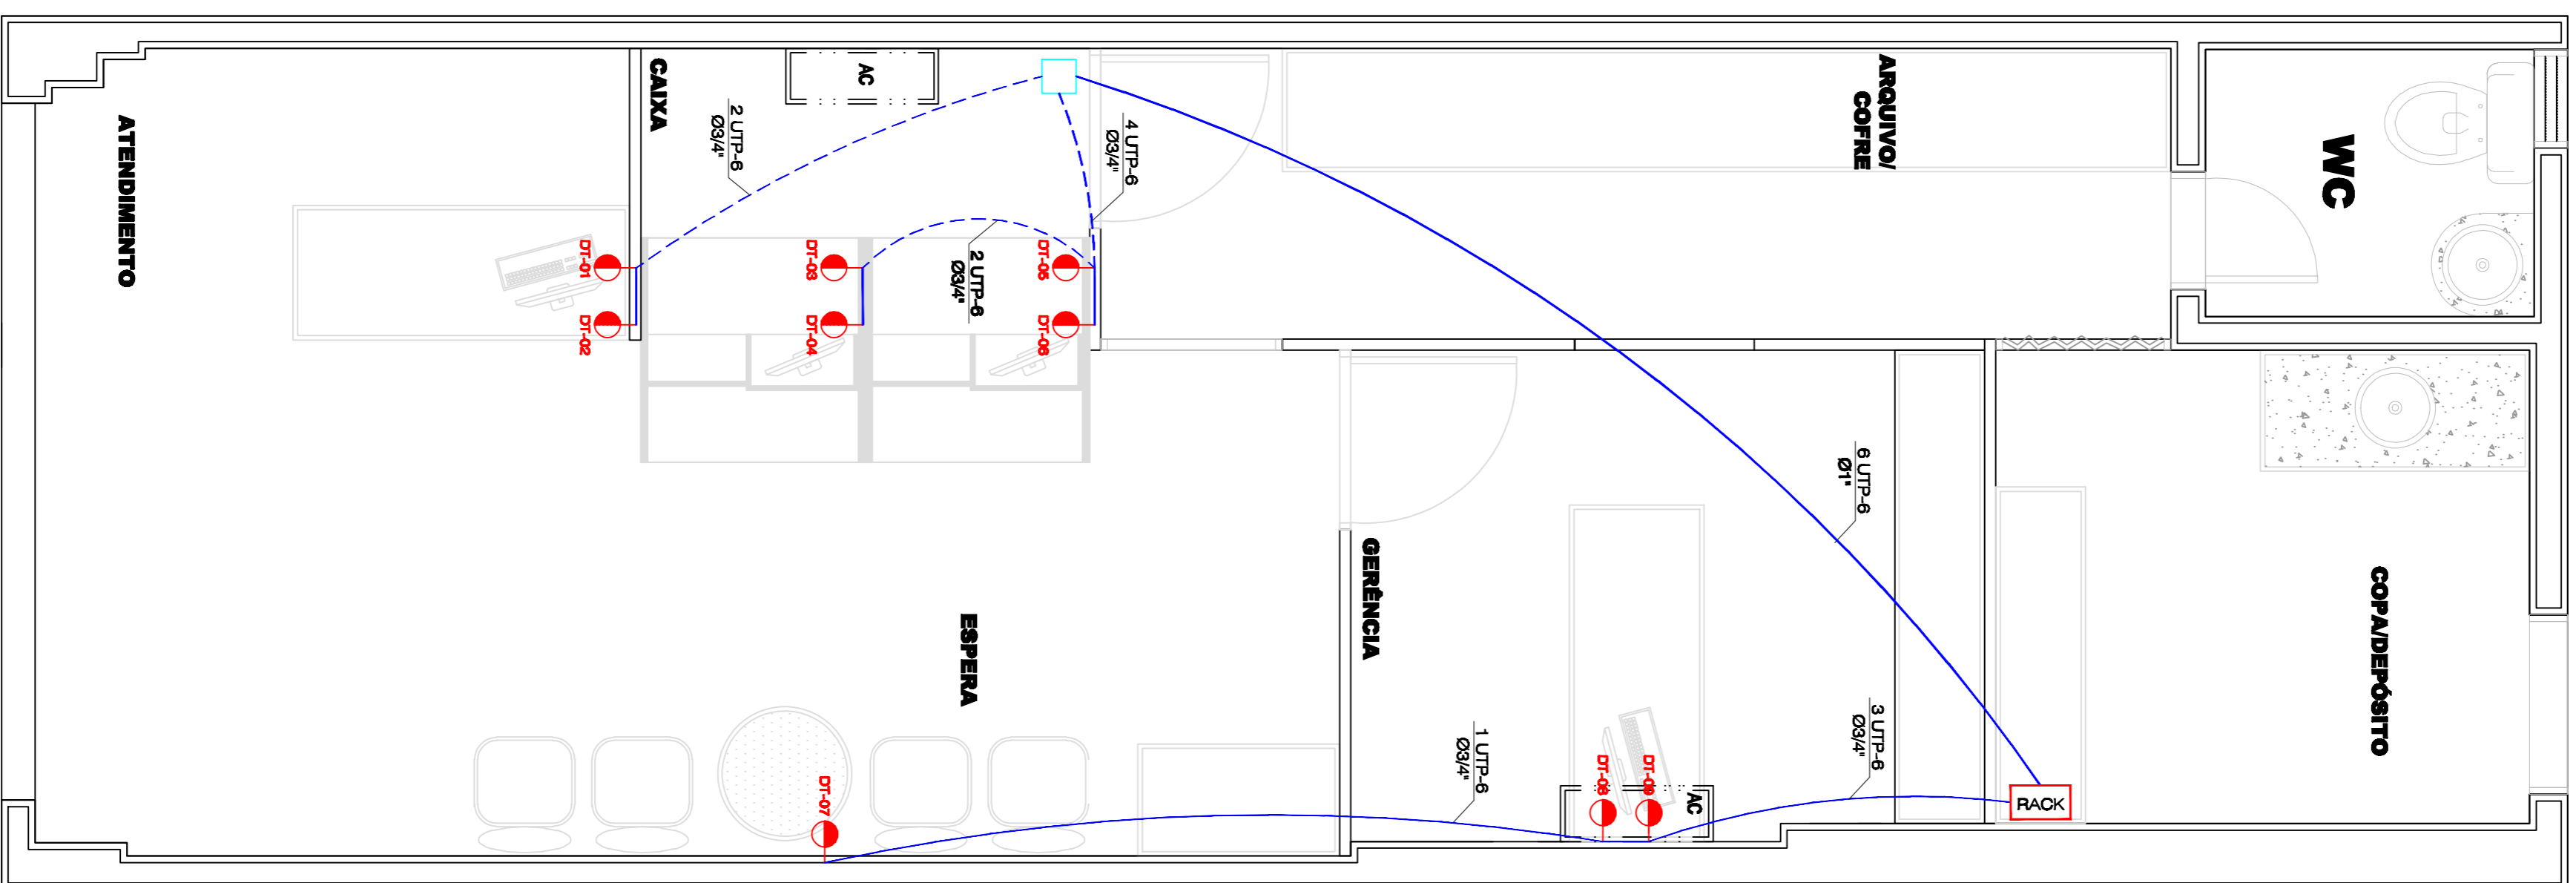 ATENDIMENTO
CAIXA
AC
2 UTP-6
Ø3/4"
4 UTP-6
Ø3/4"
ARQUIVO/
COFRE
WC
DT-01
DT-02
DT-03
DT-04
2 UTP-6
Ø3/4"
DT-05
DT-06
6 UTP-6
Ø1"
GERÊNCIA
ESPERA
COPA/DEPÓSITO
DT-07
1 UTP-6
Ø3/4"
DT-08
DT-09
AC
3 UTP-6
Ø3/4"
RACK